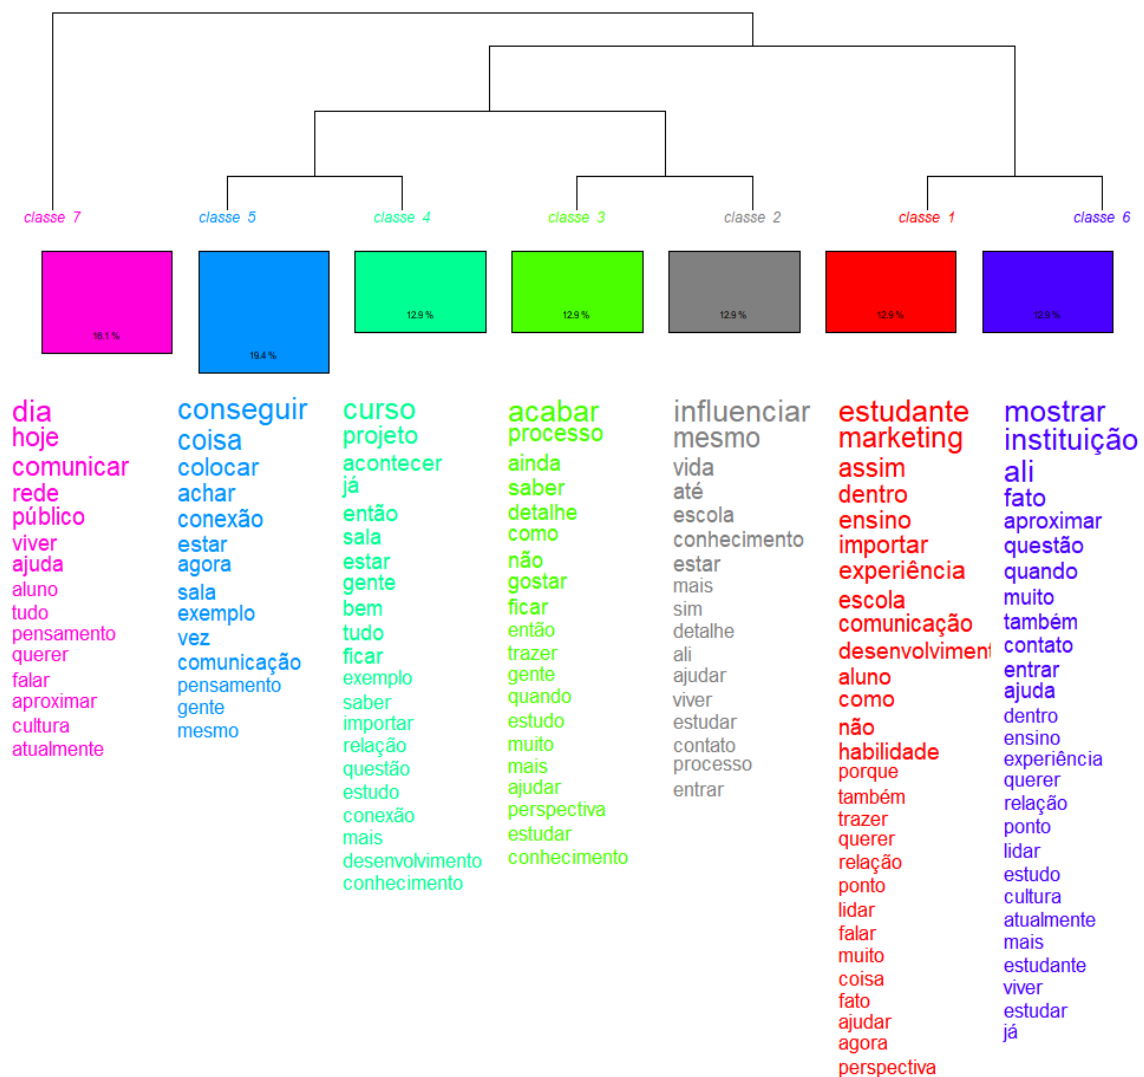 classe 7
classe 5
classe 4
classe 3
classe 2
classe 1
classe 6
16.1 %
19.4 %
12.9 %
12.9 %
12.9 %
12.9 %
12.9 %
dia
hoje
comunicar
rede
público
viver
ajuda
aluno
tudo
pensamento
querer
falar
aproximar
cultura
atualmente
conseguir
coisa
colocar
achar
conexão
estar
agora
sala
exemplo
vez
comunicação
pensamento
gente
mesmo
curso
projeto
acontecer
já
então
sala
estar
gente
bem
tudo
ficar
exemplo
saber
importar
relação
questão
estudo
conexão
mais
desenvolvimento
conhecimento
acabar
processo
ainda
saber
detalhe
como
não
gostar
ficar
então
trazer
gente
quando
estudo
muito
mais
ajudar
perspectiva
estudar
conhecimento
influenciar
mesmo
vida
até
escola
conhecimento
estar
mais
sim
detalhe
ali
ajudar
viver
estudar
contato
processo
entrar
estudante
marketing
assim
dentro
ensino
importar
experiência
escola
comunicação
desenvolviment
aluno
como
não
habilidade
porque
também
trazer
querer
relação
ponto
lidar
falar
muito
coisa
fato
ajudar
agora
perspectiva
mostrar
instituição
ali
fato
aproximar
questão
quando
muito
também
contato
entrar
ajuda
dentro
ensino
experiência
querer
relação
ponto
lidar
estudo
cultura
atualmente
mais
estudante
viver
estudar
já